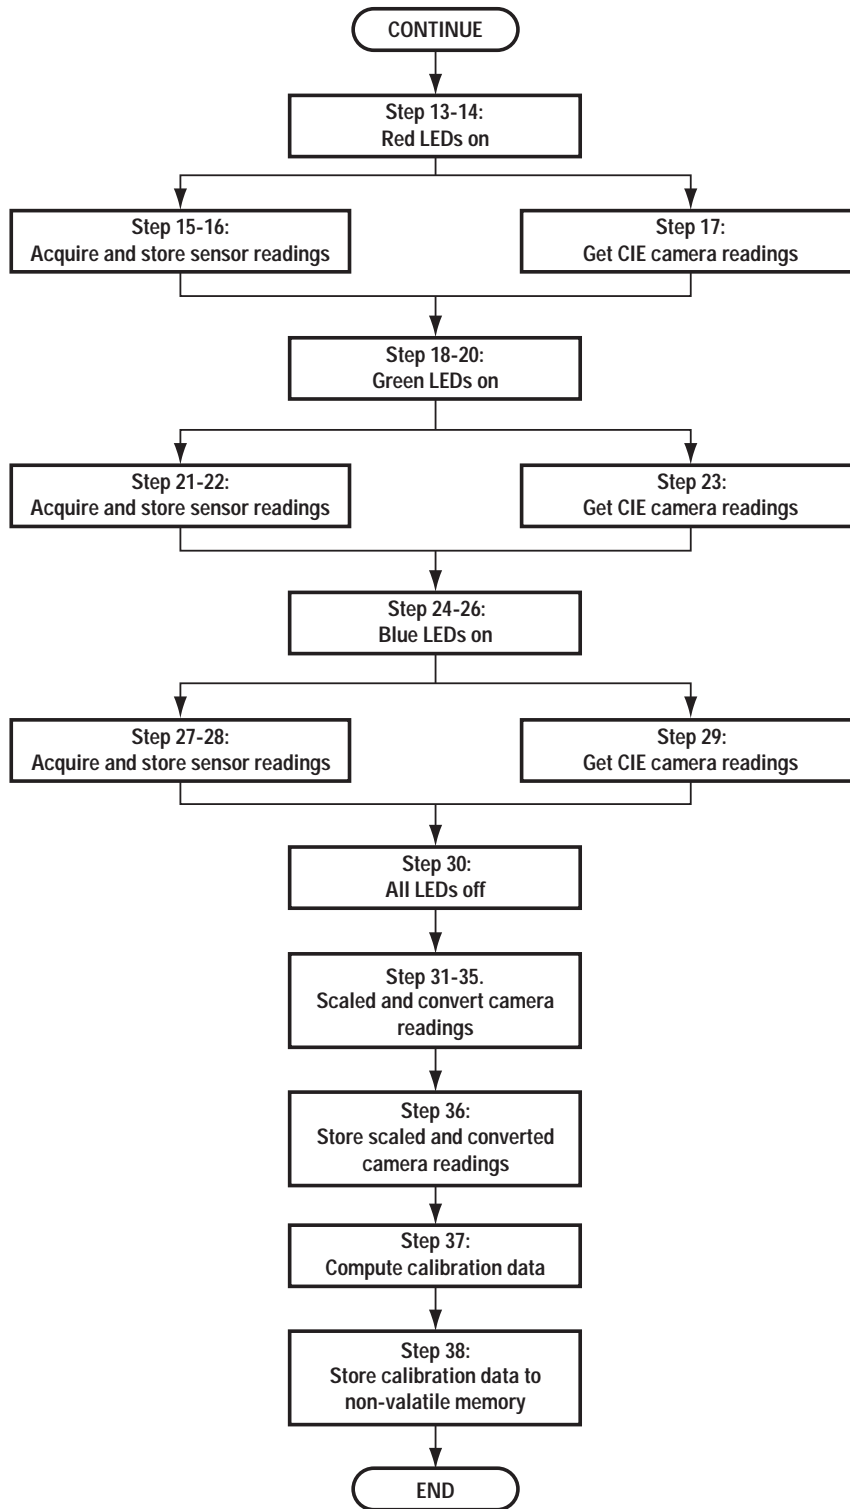 CONTINUE
Step 13-14:
Red LEDs on
Step 15-16:
Acquire and store sensor readings
Step 17:
Get CIE camera readings
Step 18-20:
Green LEDs on
Step 21-22:
Acquire and store sensor readings
Step 23:
Get CIE camera readings
Step 24-26:
Blue LEDs on
Step 27-28:
Acquire and store sensor readings
Step 29:
Get CIE camera readings
Step 30:
All LEDs off
Step 31-35.
Scaled and convert camera
readings
Step 36:
Store scaled and converted
camera readings
Step 37:
Compute calibration data
Step 38:
Store calibration data to
non-valatile memory
END